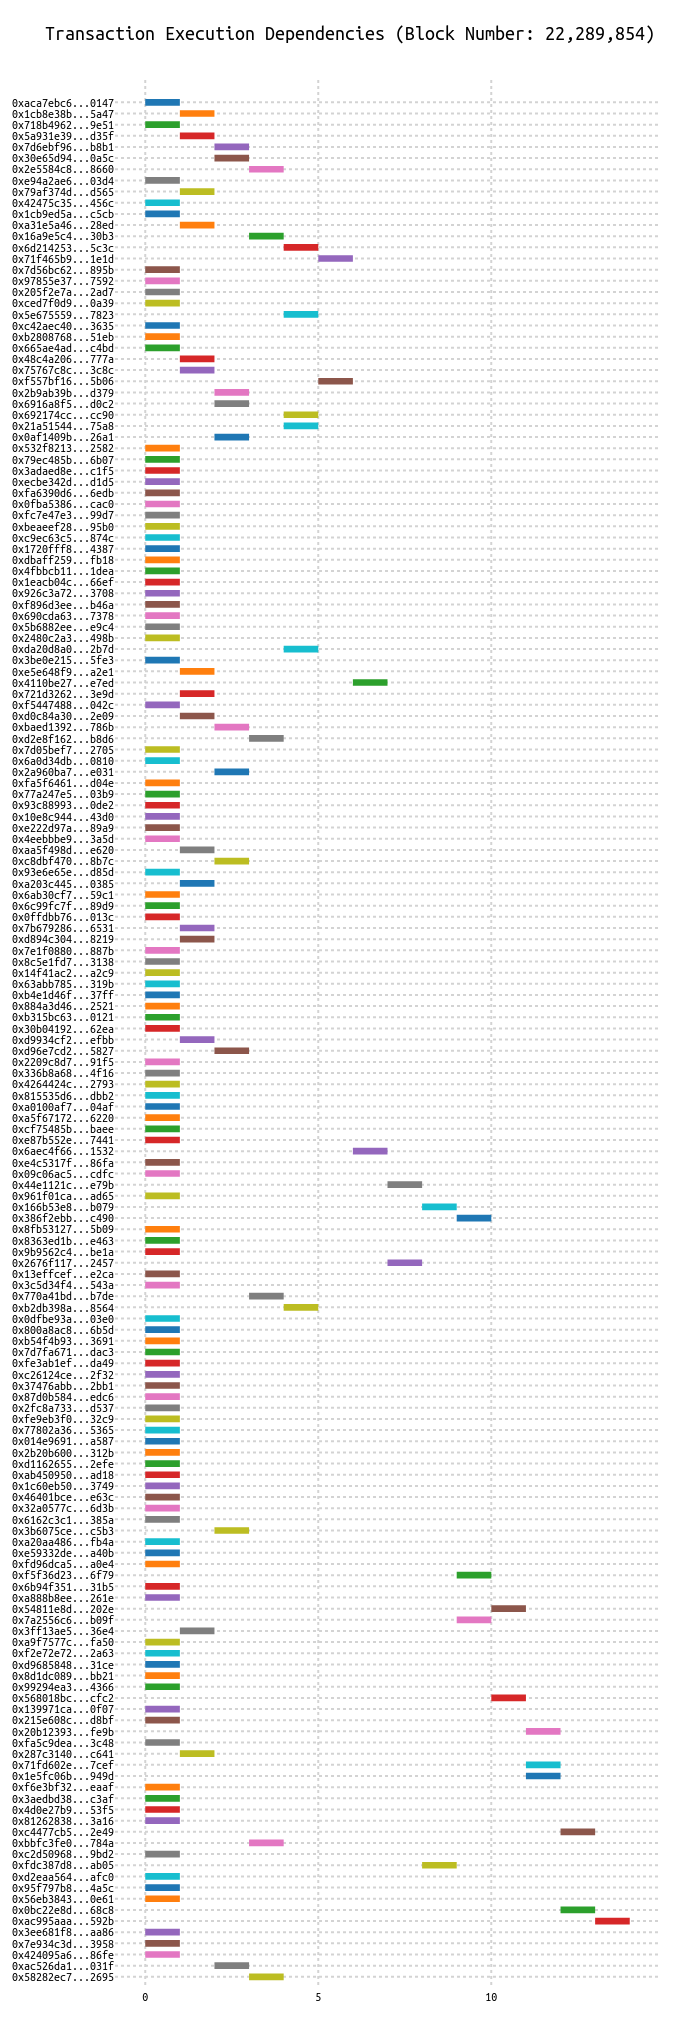 Transaction Execution Dependencies (Block Number: 22,289,854)
0xaca7ebc6...0147
0x1cb8e38b...5a47
0x718b4962...9e51
0x5a931e39...d35f
0x7d6ebf96...b8b1
0x30e65d94...0a5c
0x2e5584c8...8660
0xe94a2ae6...03d4
0x79af374d...d565
0x42475c35...456c
0x1cb9ed5a...c5cb
0xa31e5a46...28ed
0x16a9e5c4...30b3
0x6d214253...5c3c
0x71f465b9...1e1d
0x7d56bc62...895b
0x97855e37...7592
0x205f2e7a...2ad7
0xced7f0d9...0a39
0x5e675559...7823
0xc42aec40...3635
0xb2808768...51eb
0x665ae4ad...c4bd
0x48c4a206...777a
0x75767c8c...3c8c
0xf557bf16...5b06
0x2b9ab39b...d379
0x6916a8f5...d0c2
0x692174cc...cc90
0x21a51544...75a8
0x0af1409b...26a1
0x532f8213...2582
0x79ec485b...6b07
0x3adaed8e...c1f5
0xecbe342d...d1d5
0xfa6390d6...6edb
0x0fba5386...cac0
0xfc7e47e3...99d7
0xbeaeef28...95b0
0xc9ec63c5...874c
0x1720fff8...4387
0xdbaff259...fb18
0x4fbbcb11...1dea
0x1eacb04c...66ef
0x926c3a72...3708
0xf896d3ee...b46a
0x690cda63...7378
0x5b6882ee...e9c4
0x2480c2a3...498b
0xda20d8a0...2b7d
0x3be0e215...5fe3
0xe5e648f9...a2e1
0x4110be27...e7ed
0x721d3262...3e9d
0xf5447488...042c
0xd0c84a30...2e09
0xbaed1392...786b
0xd2e8f162...b8d6
0x7d05bef7...2705
0x6a0d34db...0810
0x2a960ba7...e031
0xfa5f6461...d04e
0x77a247e5...03b9
0x93c88993...0de2
0x10e8c944...43d0
0xe222d97a...89a9
0x4eebbbe9...3a5d
0xaa5f498d...e620
0xc8dbf470...8b7c
0x93e6e65e...d85d
0xa203c445...0385
0x6ab30cf7...59c1
0x6c99fc7f...89d9
0x0ffdbb76...013c
0x7b679286...6531
0xd894c304...8219
0x7e1f0880...887b
0x8c5e1fd7...3138
0x14f41ac2...a2c9
0x63abb785...319b
0xb4e1d46f...37ff
0x884a3d46...2521
0xb315bc63...0121
0x30b04192...62ea
0xd9934cf2...efbb
0xd96e7cd2...5827
0x2209c8d7...91f5
0x336b8a68...4f16
0x4264424c...2793
0x815535d6...dbb2
0xa0100af7...04af
0xa5f67172...6220
0xcf75485b...baee
0xe87b552e...7441
0x6aec4f66...1532
0xe4c5317f...86fa
0x09c06ac5...cdfc
0x44e1121c...e79b
0x961f01ca...ad65
0x166b53e8...b079
0x386f2ebb...c490
0x8fb53127...5b09
0x8363ed1b...e463
0x9b9562c4...be1a
0x2676f117...2457
0x13effcef...e2ca
0x3c5d34f4...543a
0x770a41bd...b7de
0xb2db398a...8564
0x0dfbe93a...03e0
0x800a8ac8...6b5d
0xb54f4b93...3691
0x7d7fa671...dac3
0xfe3ab1ef...da49
0xc26124ce...2f32
0x37476abb...2bb1
0x87d0b584...edc6
0x2fc8a733...d537
0xfe9eb3f0...32c9
0x77802a36...5365
0x014e9691...a587
0x2b20b600...312b
0xd1162655...2efe
0xab450950...ad18
0x1c60eb50...3749
0x46401bce...e63c
0x32a0577c...6d3b
0x6162c3c1...385a
0x3b6075ce...c5b3
0xa20aa486...fb4a
0xe59332de...a40b
0xfd96dca5...a0e4
0xf5f36d23...6f79
0x6b94f351...31b5
0xa888b8ee...261e
0x54811e8d...202e
0x7a2556c6...b09f
0x3ff13ae5...36e4
0xa9f7577c...fa50
0xf2e72e72...2a63
0xd9685848...31ce
0x8d1dc089...bb21
0x99294ea3...4366
0x568018bc...cfc2
0x139971ca...0f07
0x215e608c...d8bf
0x20b12393...fe9b
0xfa5c9dea...3c48
0x287c3140...c641
0x71fd602e...7cef
0x1e5fc06b...949d
0xf6e3bf32...eaaf
0x3aedbd38...c3af
0x4d0e27b9...53f5
0x81262838...3a16
0xc4477cb5...2e49
0xbbfc3fe0...784a
0xc2d50968...9bd2
0xfdc387d8...ab05
0xd2eaa564...afc0
0x95f797b8...4a5c
0x56eb3843...0e61
0x0bc22e8d...68c8
0xac995aaa...592b
0x3ee681f8...aa86
0x7e934c3d...3958
0x424095a6...86fe
0xac526da1...031f
0x58282ec7...2695
0 5 10